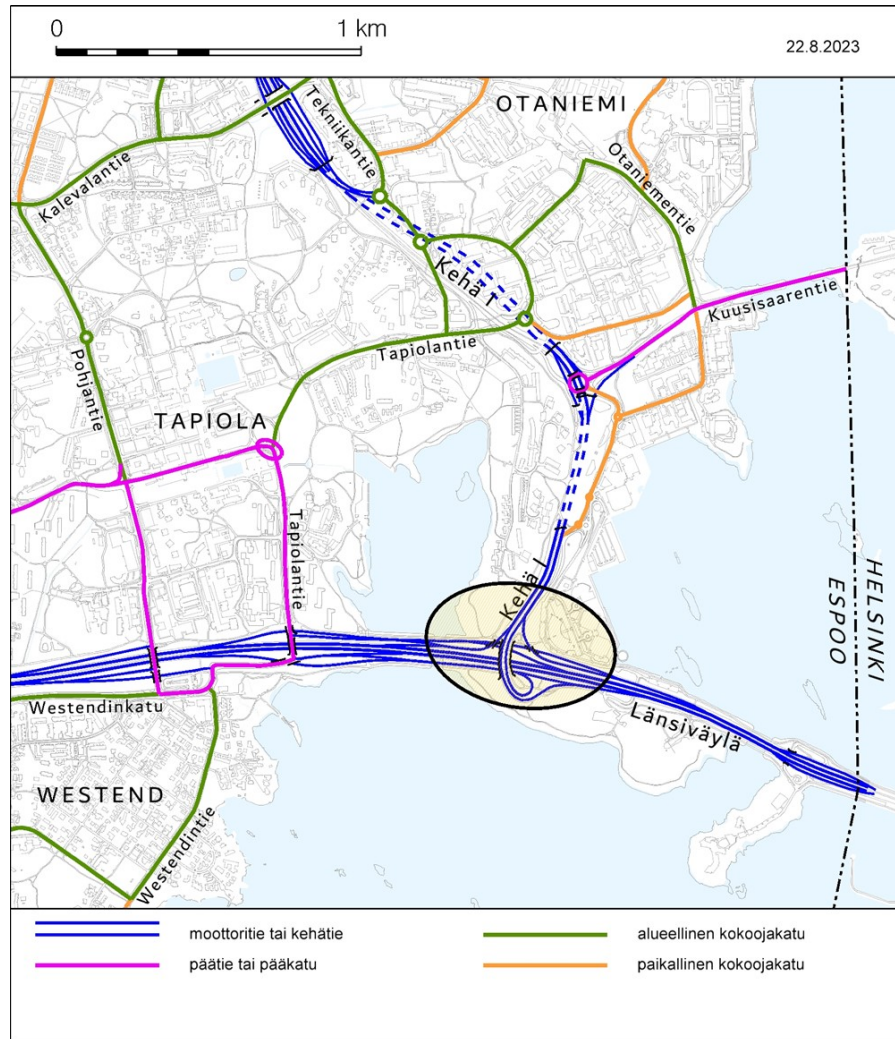 0 1 km
22.8.2023
OTANIEMI
Tekniikantie
Otaniementie
Kalevalantie
Kehä I
Kuusisaarentie
Pohjantie
Tapiolantie
TAPIOLA
Tapiolantie
Kehä I
HELSINKI
ESPOO
Westendinkatu
Länsiväylä
WESTEND
Westendintie
moottoritie tai kehätie
alueellinen kokoojakatu
päätie tai pääkatu
paikallinen kokoojakatu